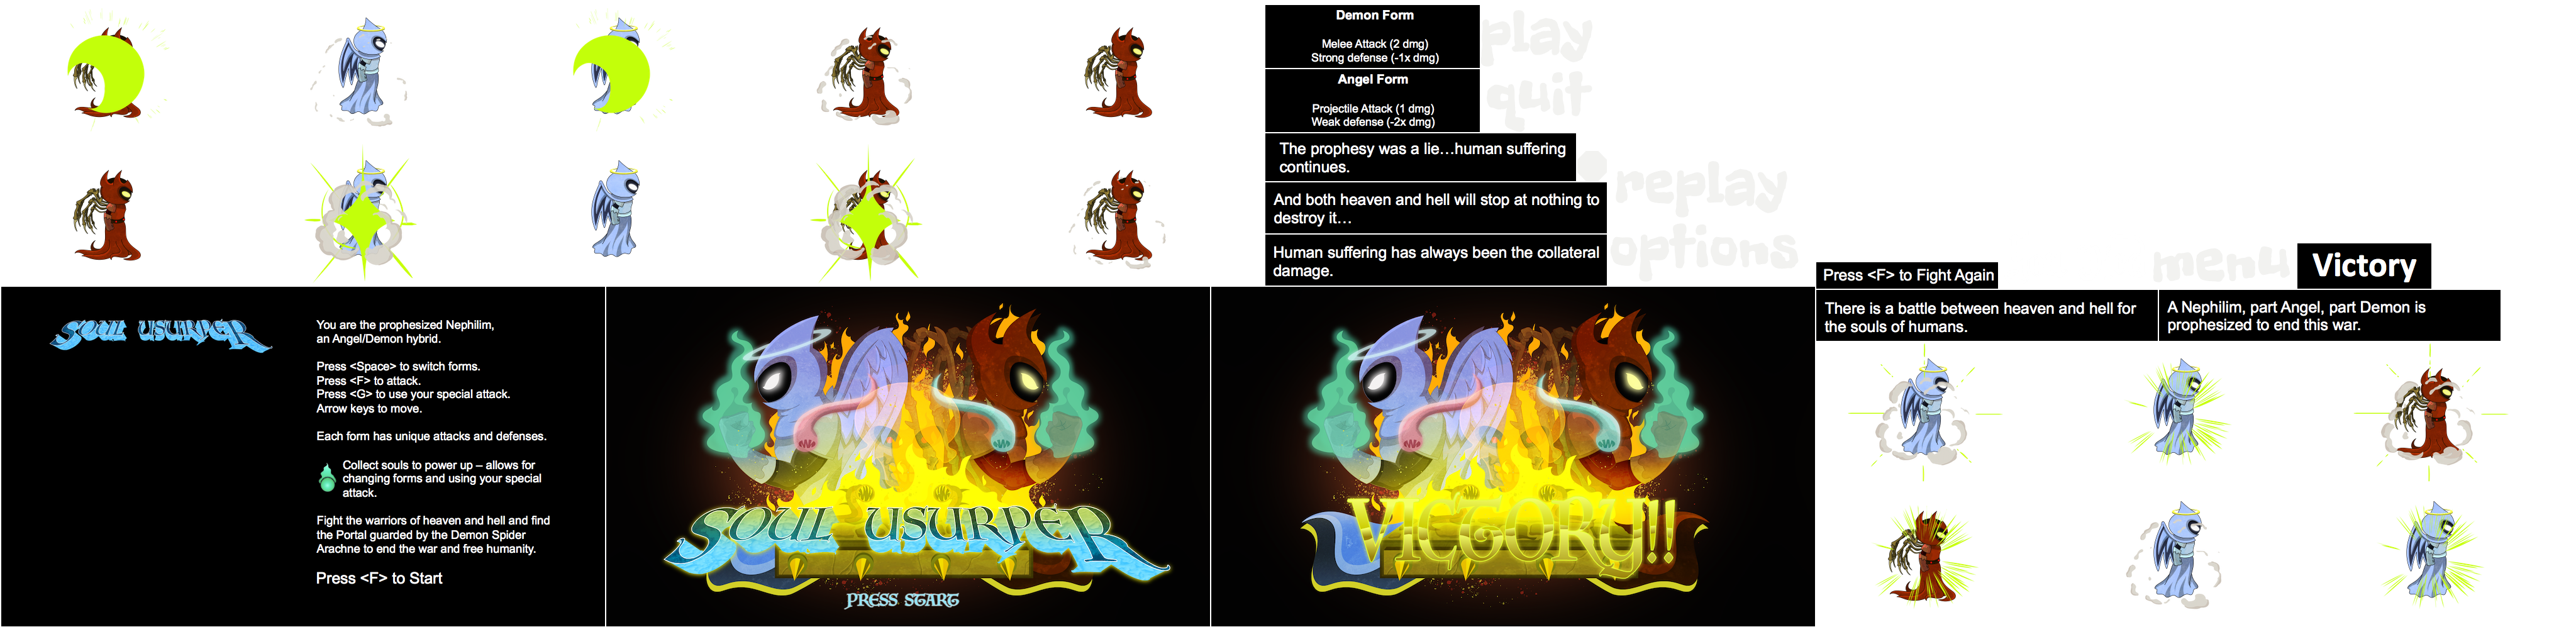 Demon Form
Melee Attack (2 dmg)
Strong defense (-1x dmg)
Angel Form
Projectile Attack (1 dmg)
Weak defense (-2x dmg)
play
quit
The prophesy was a lie…human suffering
continues.
replay
And both heaven and hell will stop at nothing to
destroy it…
options
Human suffering has always been the collateral
damage.
menu
Victory
Press <F> to Fight Again
There is a battle between heaven and hell for
the souls of humans.
A Nephilim, part Angel, part Demon is
prophesized to end this war.
SOUL USURPER
You are the prophesized Nephilim,
an Angel/Demon hybrid.
Press <Space> to switch forms.
Press <F> to attack.
Press <G> to use your special attack.
Arrow keys to move.
Each form has unique attacks and defenses.
Collect souls to power up – allows for
changing forms and using your special
attack.
Fight the warriors of heaven and hell and find
the Portal guarded by the Demon Spider
Arachne to end the war and free humanity.
Press <F> to Start
SOUL USURPER
PRESS START
VICTORY!!